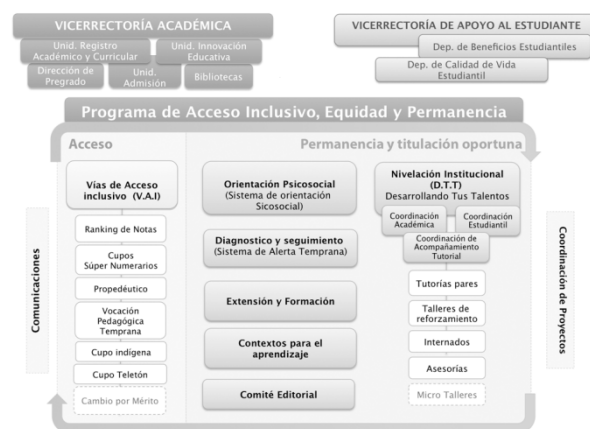 VICERRECTORÍA ACADÉMICA
Unid. Registro
Académico y Curricular
Unid. Innovación
Educativa
Dirección de
Pregrado
Unid.
Admisión
Bibliotecas
VICERRECTORÍA DE APOYO AL ESTUDIANTE
Dep. de Beneficios Estudiantiles
Dep. de Calidad de Vida
Estudiantil
Programa de Acceso Inclusivo, Equidad y Permanencia
Acceso
Permanencia y titulación oportuna
Comunicaciones
Vías de Acceso
inclusivo (V.A.I)
Ranking de Notas
Cupos
Súper Numerarios
Propedéutico
Vocación
Pedagógica
Temprana
Cupo indígena
Cupo Teletón
Cambio por Mérito
Orientación Psicosocial
(Sistema de orientación
Sicosocial)
Diagnostico y seguimiento
(Sistema de Alerta Temprana)
Extensión y Formación
Contextos para el
aprendizaje
Comité Editorial
Nivelación Institucional
(D.T.T)
Desarrollando Tus Talentos
Coordinación
Académica
Coordinación
Estudiantil
Coordinación de
Acompañamiento
Tutorial
Tutorías pares
Talleres de
reforzamiento
Internados
Asesorías
Micro Talleres
Coordinación de Proyectos